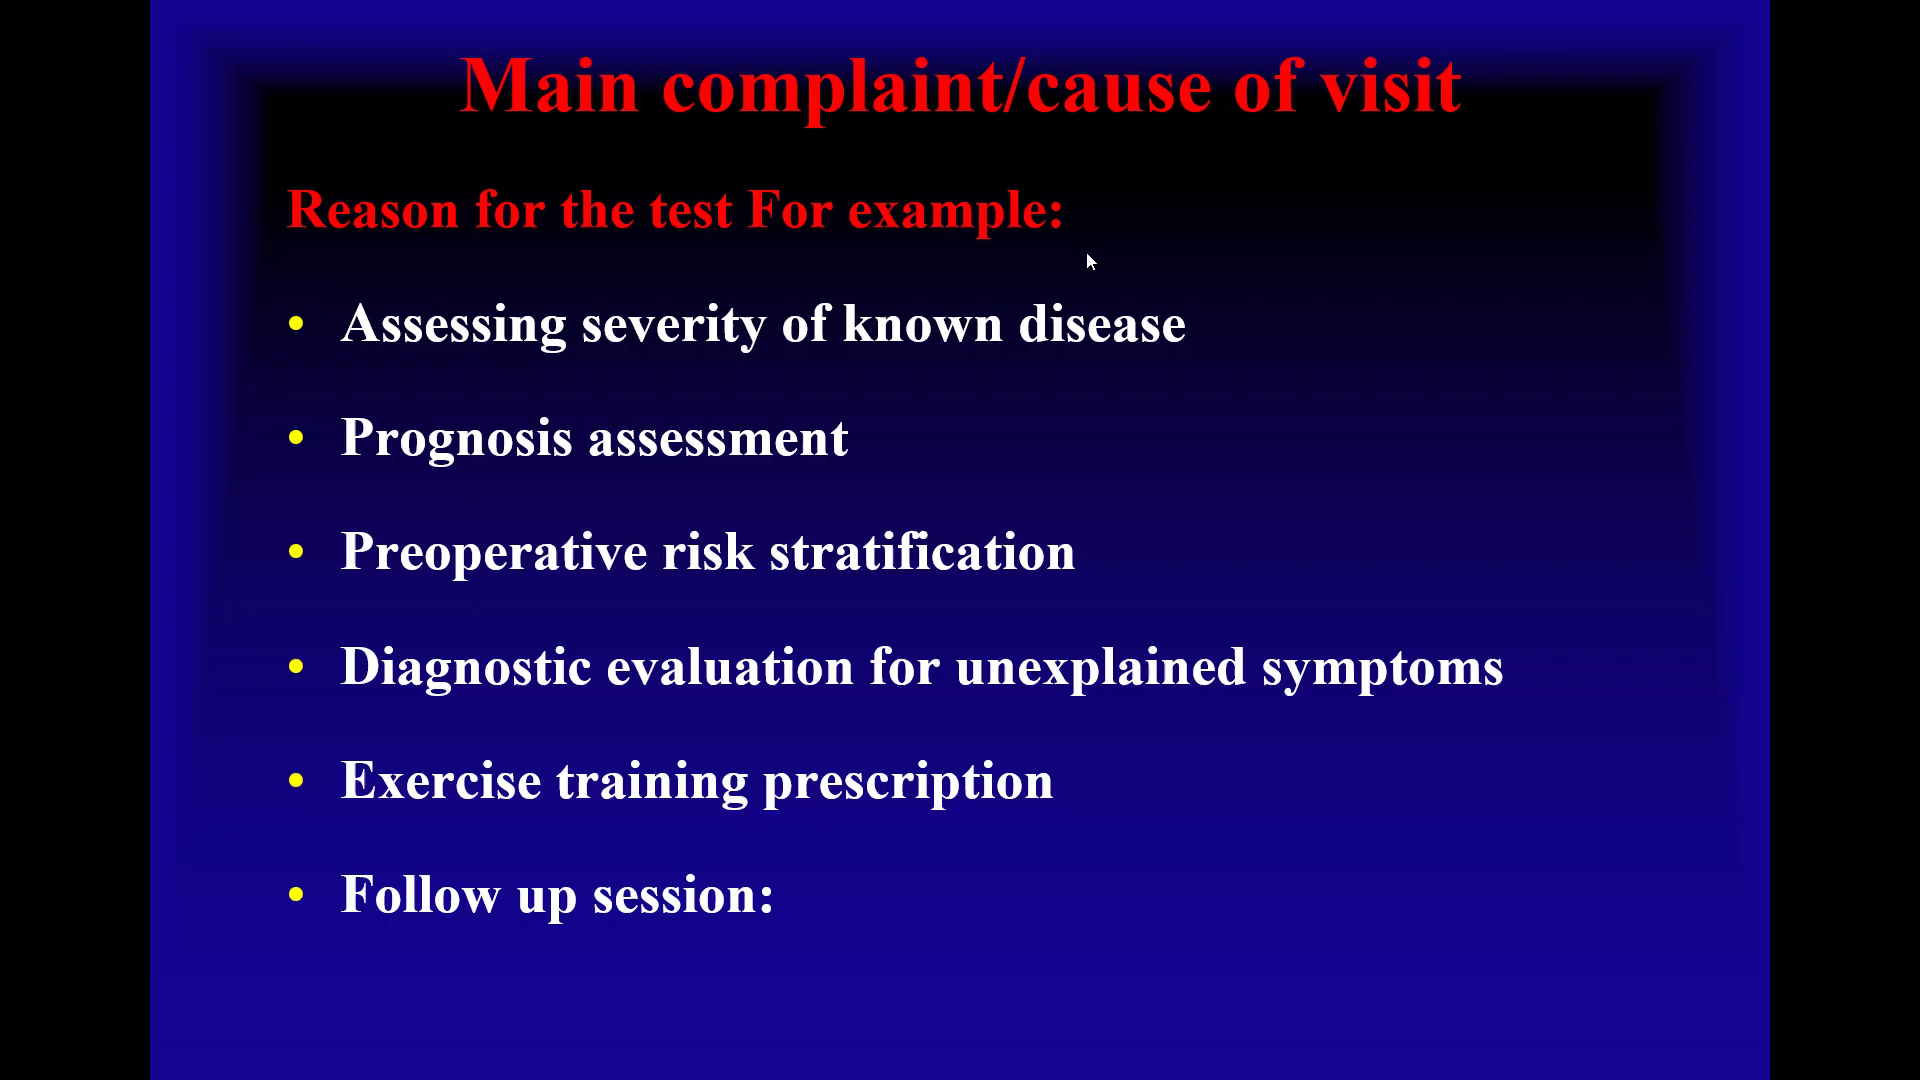 Main complaint/cause of visit
Reason for the test For example:
• Assessing severity of known disease
• Prognosis assessment
• Preoperative risk stratification
• Diagnostic evaluation for unexplained symptoms
• Exercise training prescription
• Follow up session: